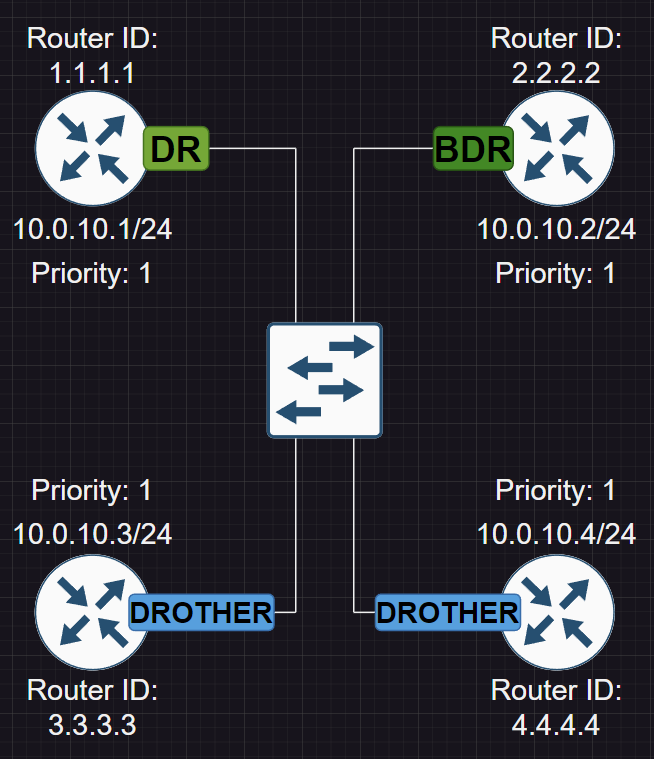 Router ID:
1.1.1.1
DR
10.0.10.1/24
Priority: 1
Router ID:
2.2.2.2
BDR
10.0.10.2/24
Priority: 1
Priority: 1
10.0.10.3/24
DROTHER
Router ID:
3.3.3.3
Priority: 1
10.0.10.4/24
DROTHER
Router ID:
4.4.4.4